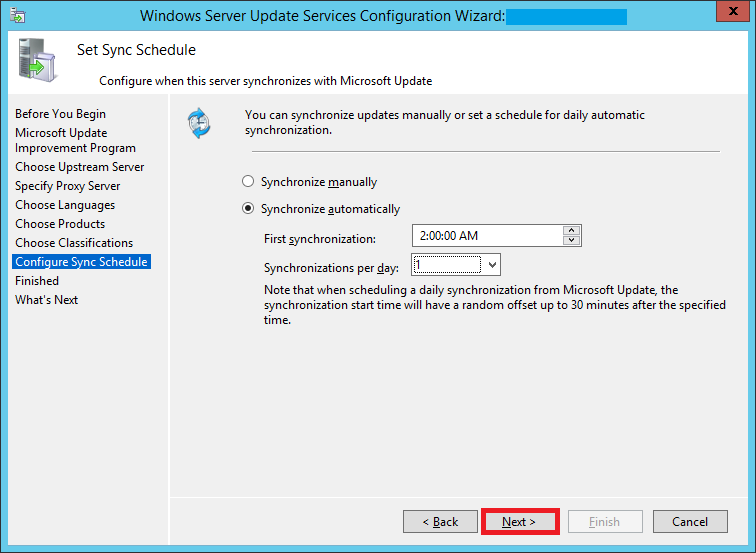 Windows Server Update Services Configuration Wizard:
x
Set Sync Schedule
Configure when this server synchronizes with Microsoft Update
Before You Begin
Microsoft Update
Improvement Program
Choose Upstream Server
Specify Proxy Server
Choose Languages
Choose Products
Choose Classifications
Configure Sync Schedule
Finished
What's Next
You can synchronize updates manually or set a schedule for daily automatic
synchronization.
Synchronize manually
Synchronize automatically
First synchronization:
2:00:00 AM
Synchronizations per day:
1
Note that when scheduling a daily synchronization from Microsoft Update, the
synchronization start time will have a random offset up to 30 minutes after the specified
time.
< Back
Next >
Finish
Cancel